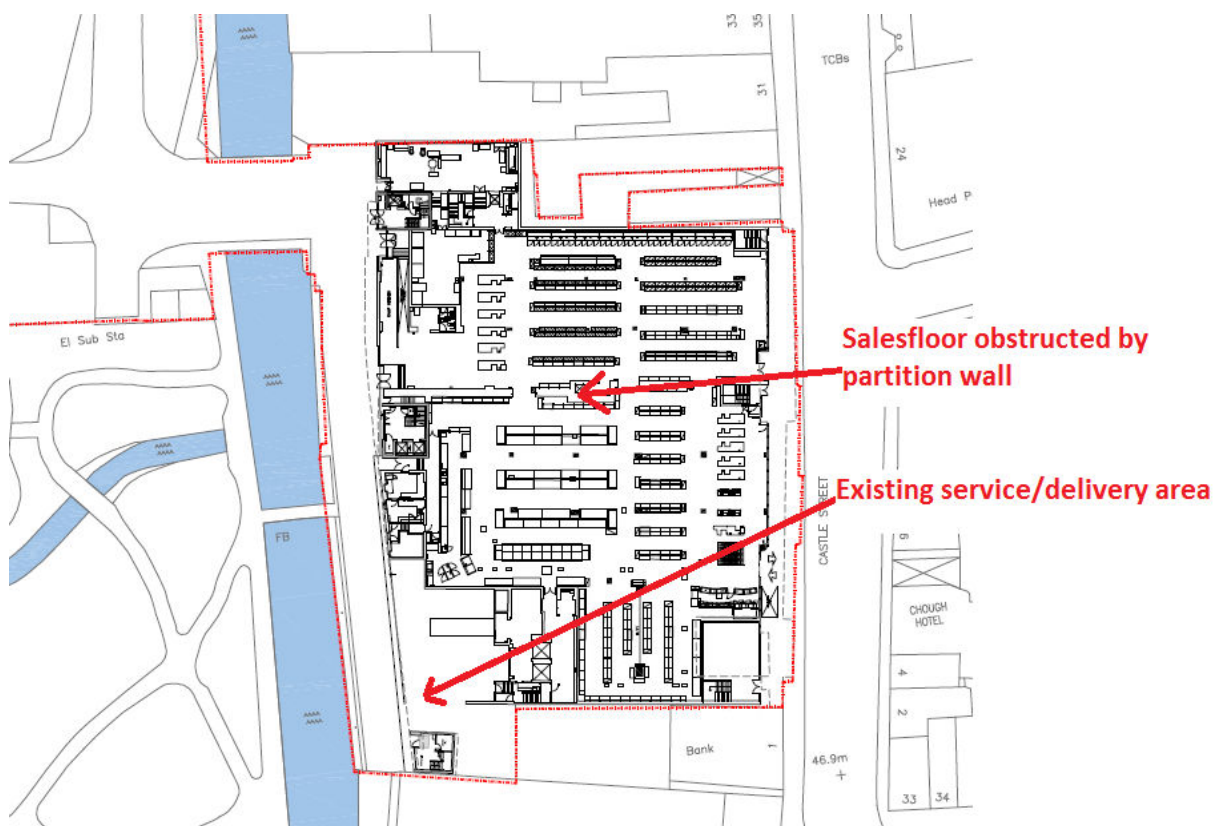 33
35
TCBs
31
24
Head P
El Sub Sta
Salesfloor obstructed by
partition wall
Existing service/delivery area
FB
CASTLE STREET
6
CHOUGH
HOTEL
4
2
Bank
1
46.9m
33
34